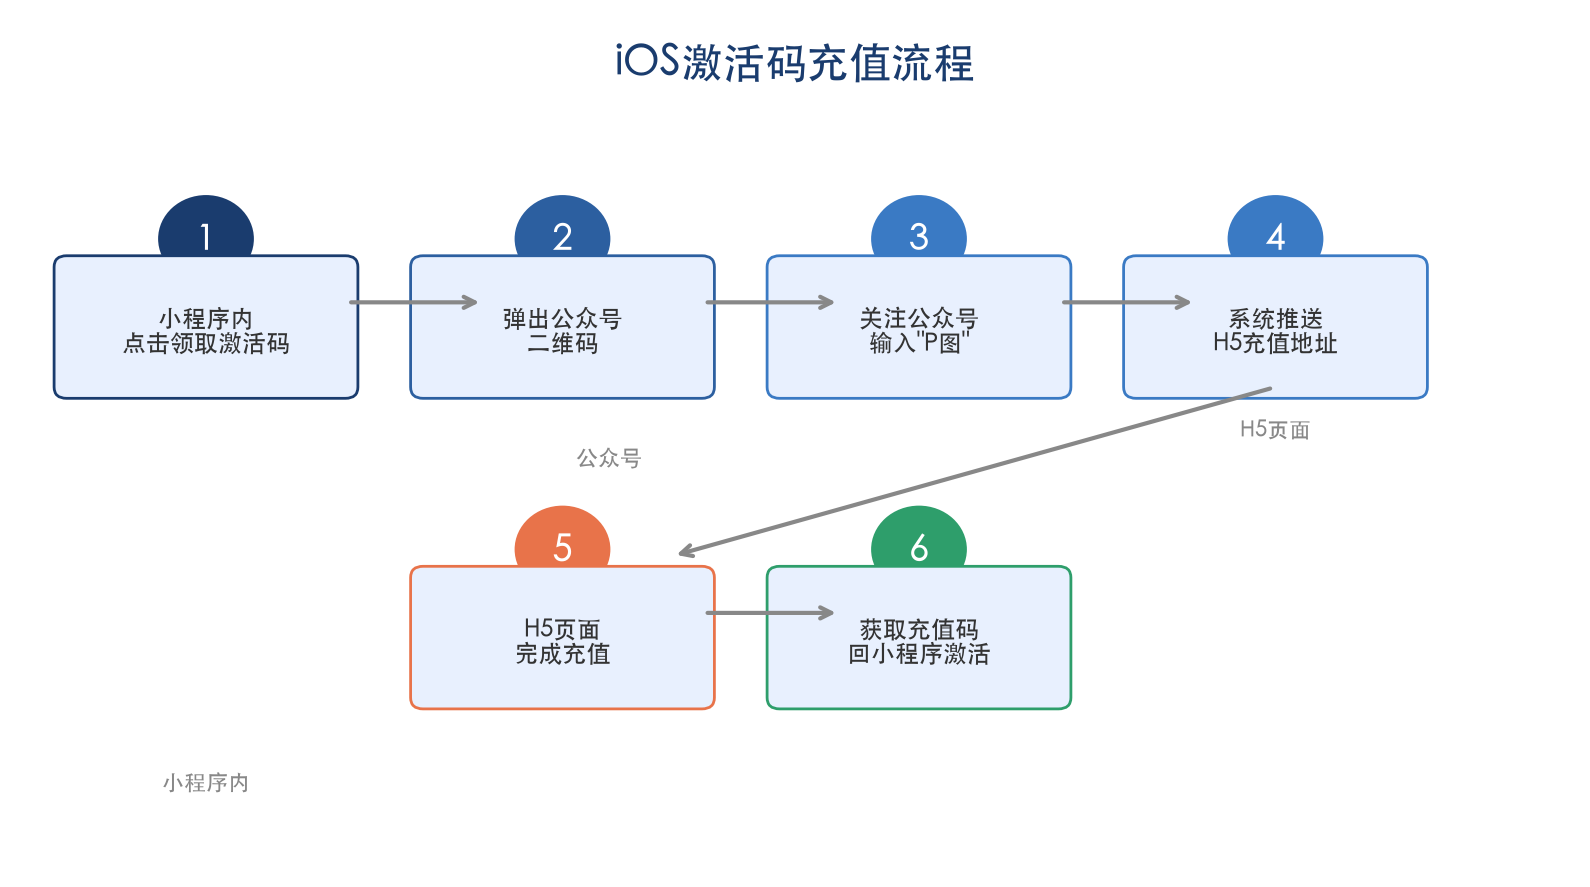 iOS激活码充值流程
1
小程序内
点击领取激活码
2
弹出公众号
二维码
3
关注公众号
输入"P图"
4
系统推送
H5充值地址
H5页面
公众号
5
H5页面
完成充值
6
获取充值码
回小程序激活
小程序内